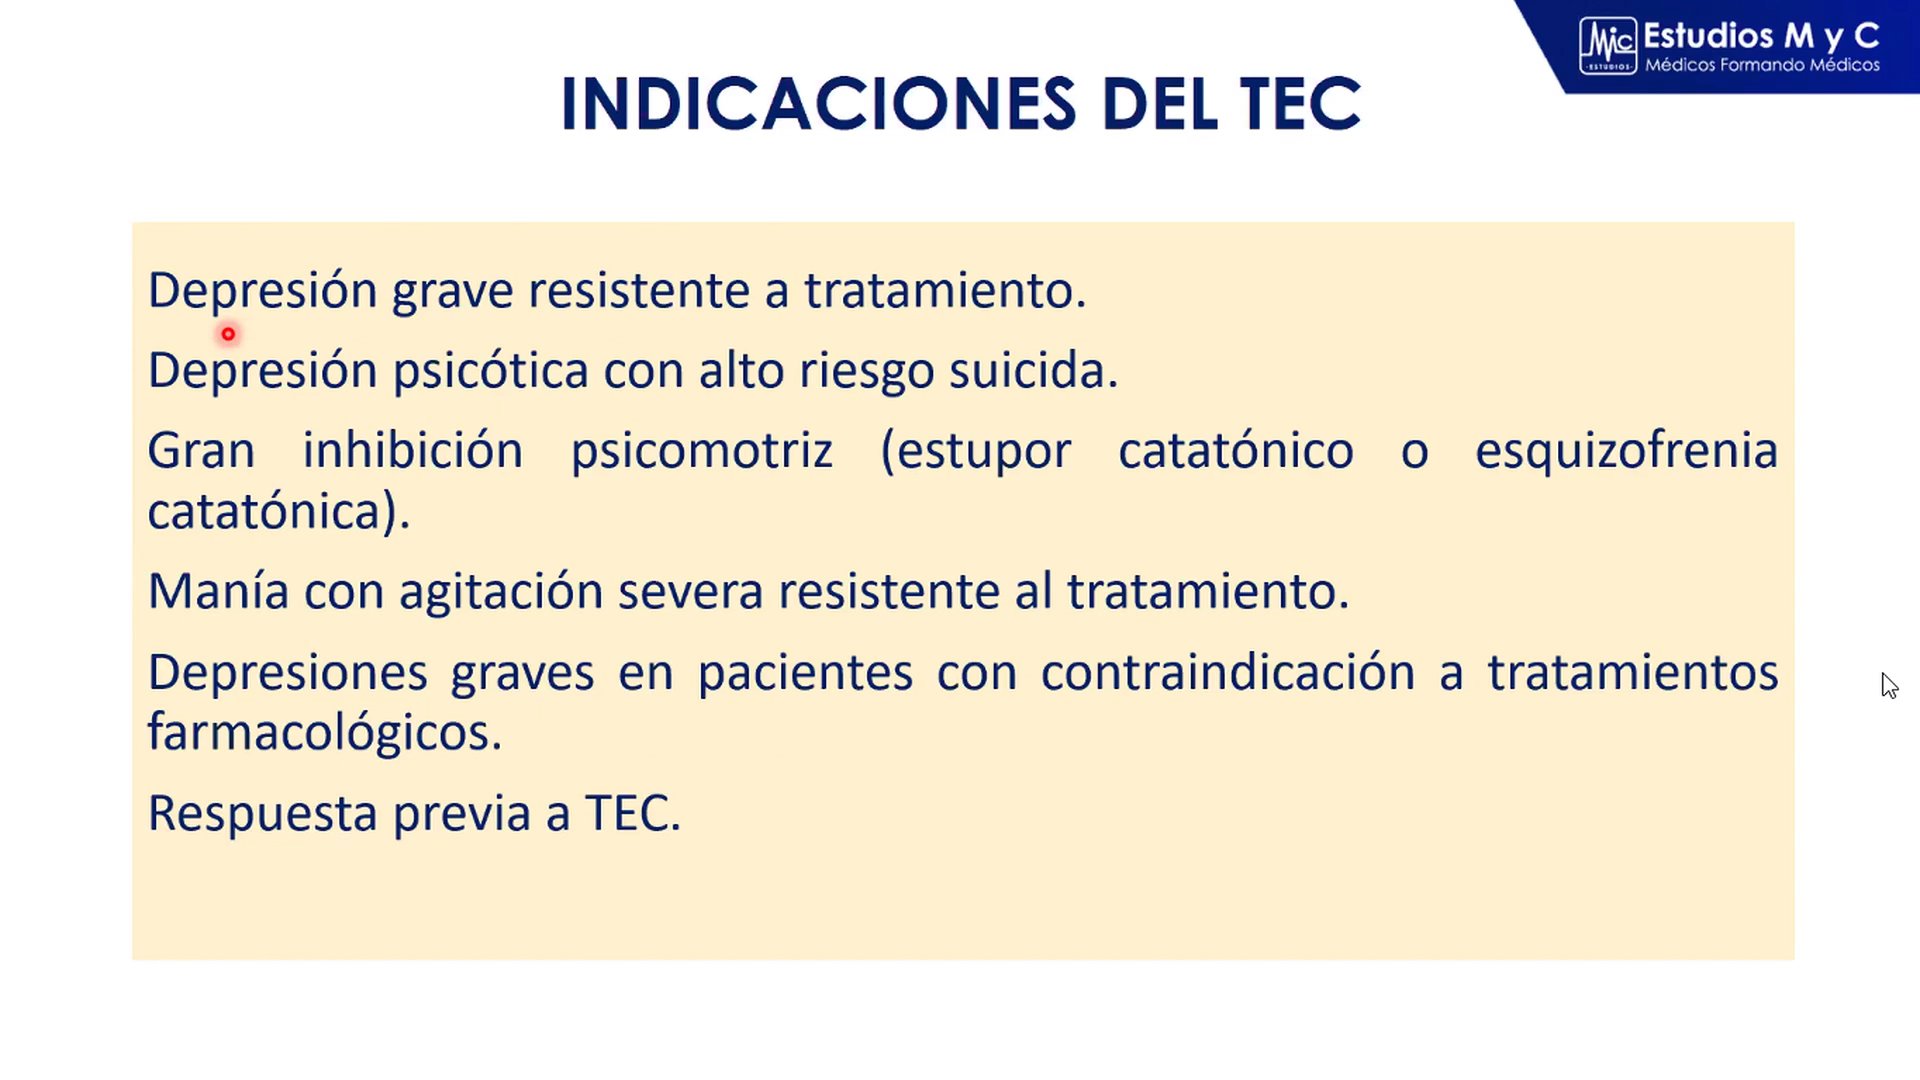 Mic
ESTUDIOS
Estudios M y C
Médicos Formando Médicos
INDICACIONES DEL TEC
Depresión grave resistente a tratamiento.
Depresión psicótica con alto riesgo suicida.
Gran inhibición psicomotriz (estupor catatónico o esquizofrenia
catatónica).
Manía con agitación severa resistente al tratamiento.
Depresiones graves en pacientes con contraindicación a tratamientos
farmacológicos.
Respuesta previa a TEC.